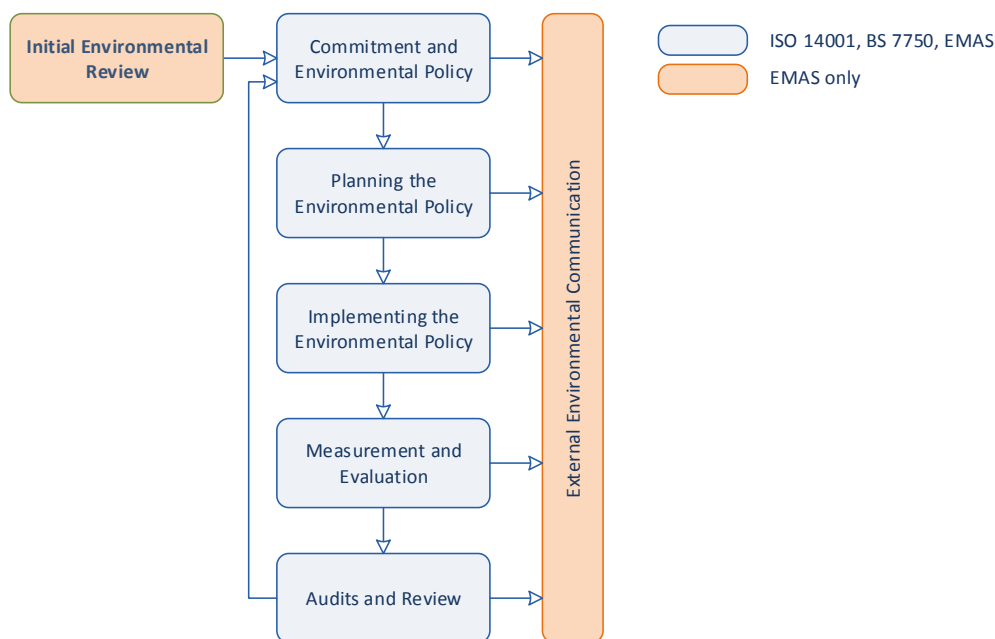 Initial Environmental
Review
Commitment and
Environmental Policy
Planning the
Environmental Policy
Implementing the
Environmental Policy
Measurement and
Evaluation
Audits and Review
External Environmental Communication
ISO 14001, BS 7750, EMAS
EMAS only